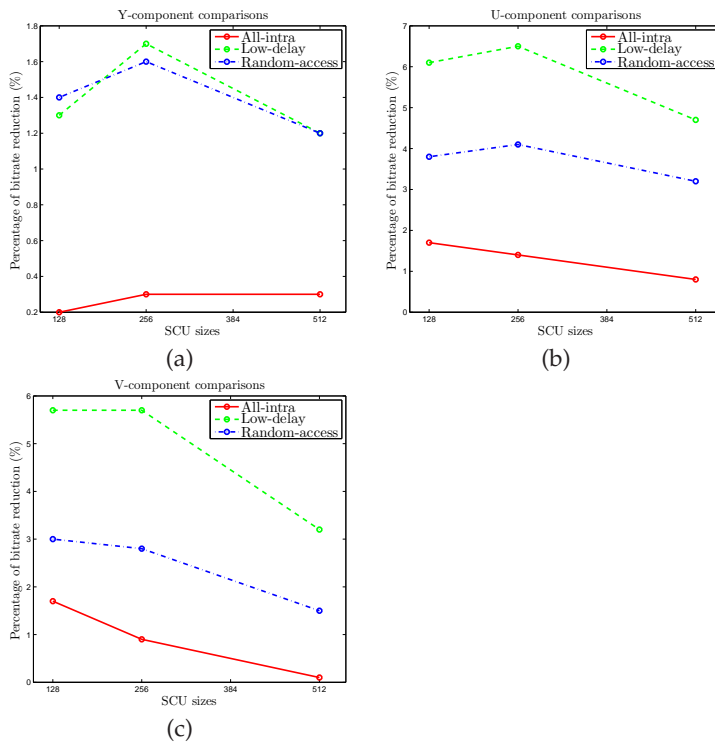 Y-component comparisons
1.8
1.6
1.4
1.2
1
0.8
0.6
0.4
0.2
Percentage of bitrate reduction (%)
All-intra
Low-delay
Random-access
128 256 384 512
SCU sizes
(a)
U-component comparisons
7
6
5
4
3
2
1
0
Percentage of bitrate reduction (%)
All-intra
Low-delay
Random-access
128 256 384 512
SCU sizes
(b)
V-component comparisons
6
5
4
3
2
1
0
Percentage of bitrate reduction (%)
All-intra
Low-delay
Random-access
128 256 384 512
SCU sizes
(c)